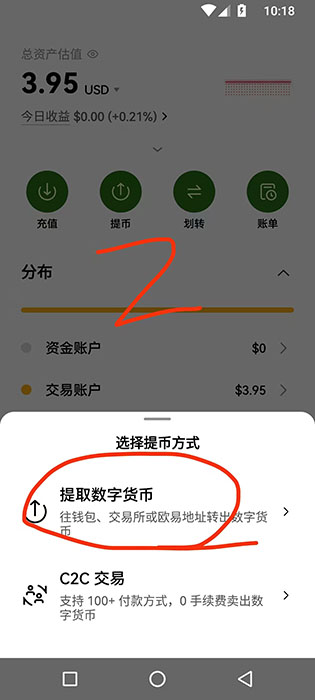 10:18
总资产估值
3.95 USD
今日收益 $0.00 (+0.21%)
充值 提币 划转 账单
2
分布
资金账户 $0
交易账户 $3.95
选择提币方式
提取数字货币
往钱包、交易所或欧易地址转出数字货
币
C2C 交易
支持 100+ 付款方式，0 手续费卖出数
字货币